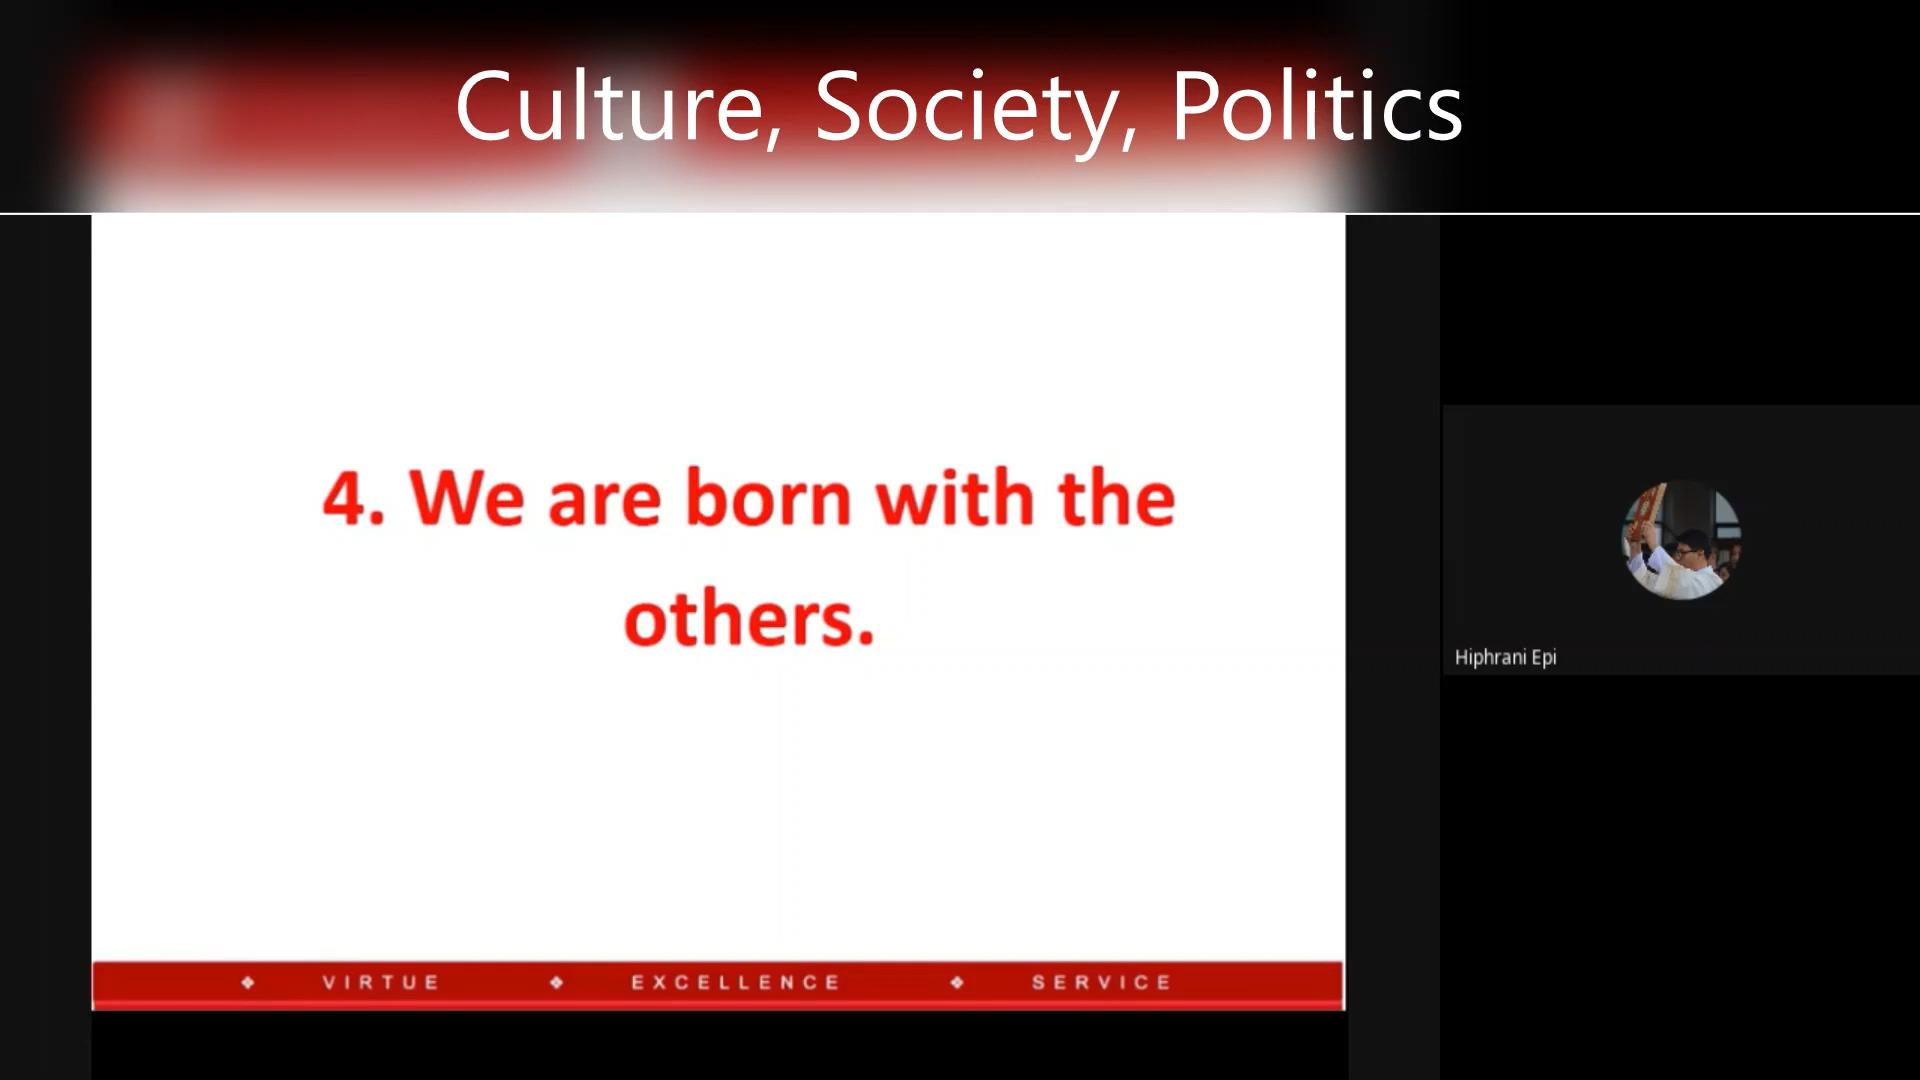 Culture, Society, Politics
4. We are born with the
others.
Hiphrani Epi
❖ VIRTUE ❖ EXCELLENCE ❖ SERVICE